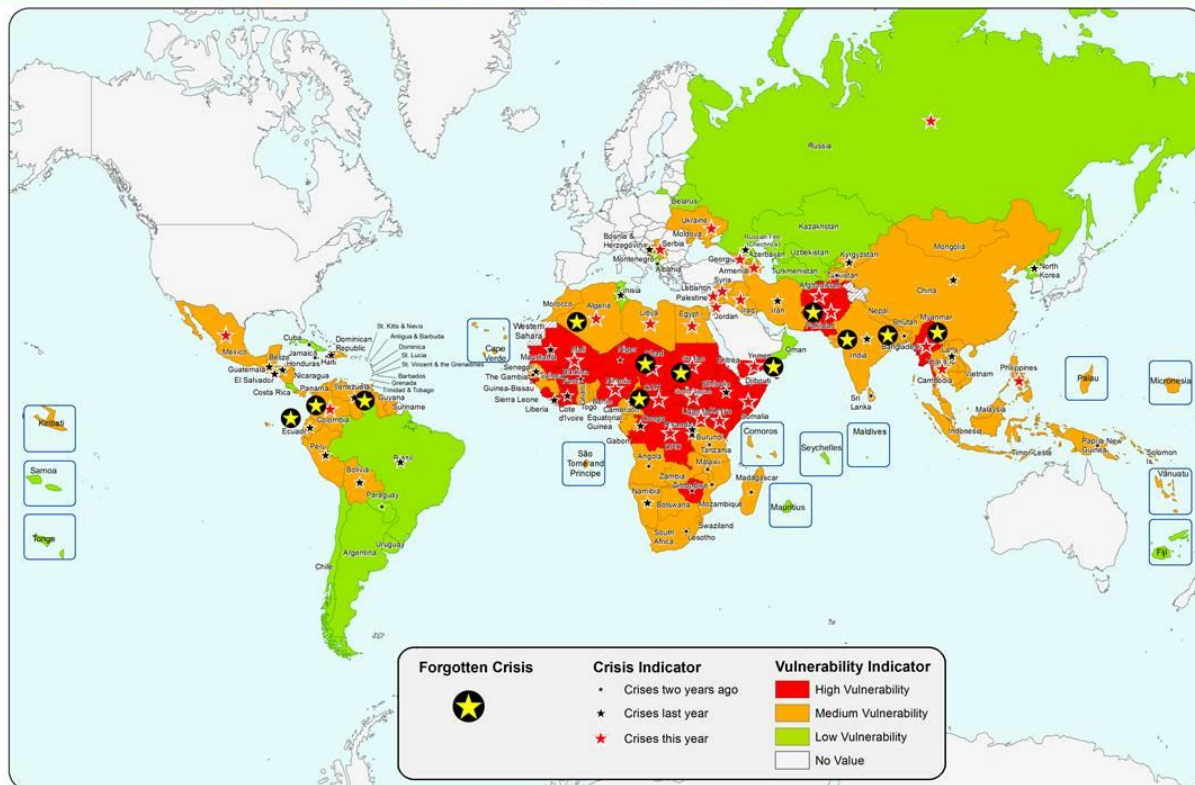 Russia
Belarus
Ukraine
Moldova
Kazakhstan
Bosnia &
Herzegovina
Serbia
Montenegro
Albania
Russian Fed
(Chechnya)
Georgia
Azerbaijan
Armenia
Uzbekistan
Kyrgyzstan
Turkmenistan
Mongolia
China
North
Korea
Tunisia
Lebanon
Syria
Palestine
Iraq
Iran
Jordan
Afghanistan
Pakistan
Nepal
Bhutan
India
Myanmar
Bangladesh
Morocco
Algeria
Libya
Egypt
Western
Sahara
Mexico
Cuba
Jamaica
Haiti
Dominican
Republic
Belize
Honduras
Guatemala
El Salvador
Nicaragua
Costa Rica
Panama
St. Kitts & Nevis
Antigua & Barbuda
Dominica
St. Lucia
St. Vincent & the Grenadines
Barbados
Grenada
Trinidad & Tobago
Venezuela
Guyana
Suriname
Colombia
Ecuador
Peru
Brazil
Bolivia
Paraguay
Uruguay
Argentina
Chile
Cape
Verde
Mauritania
Mali
Niger
Senegal
The Gambia
Guinea-Bissau
Sierra Leone
Liberia
Cote
d'Ivoire
Togo
Cameroon
Equatorial
Guinea
Gabon
Eritrea
Yemen
Oman
Djibouti
Somalia
CAR
Burundi
Tanzania
Angola
Zambia
Malawi
Namibia
Botswana
Mozambique
Madagascar
South
Africa
Swaziland
Lesotho
São
Tome and
Principe
Comoros
Seychelles
Maldives
Mauritius
Sri
Lanka
Cambodia
Vietnam
Philippines
Malaysia
Indonesia
Timor-Leste
Papua New
Guinea
Solomon
Is.
Palau
Micronesia
Vanuatu
Fiji
Kiribati
Samoa
Tonga
Forgotten Crisis
Crisis Indicator
Crises two years ago
Crises last year
Crises this year
Vulnerability Indicator
High Vulnerability
Medium Vulnerability
Low Vulnerability
No Value